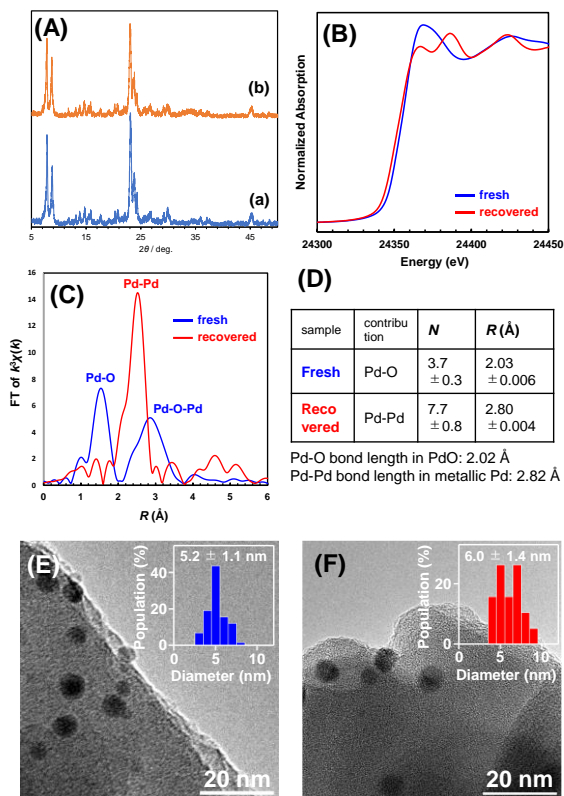 (A)
(b)
(a)
5 15 25 35 45
2θ / deg.
(B)
Normalized Absorption
fresh
recovered
24300 24350 24400 24450
Energy (eV)
(C)
16
14
12
10
8
6
4
2
0
FT of k³χ(k)
Pd-Pd
fresh
recovered
Pd-O
Pd-O-Pd
0 1 2 3 4 5 6
R (Å)
(D)
sample contribu
tion N R (Å)
Fresh Pd-O 3.7
±0.3 2.03
±0.006
Reco
vered Pd-Pd 7.7
±0.8 2.80
±0.004
Pd-O bond length in PdO: 2.02 Å
Pd-Pd bond length in metallic Pd: 2.82 Å
(E)
5.2 ± 1.1 nm
Population (%)
40
20
0
0 5 10
Diameter (nm)
20 nm
(F)
6.0 ± 1.4 nm
Population (%)
20
0
0 5 10
Diameter (nm)
20 nm